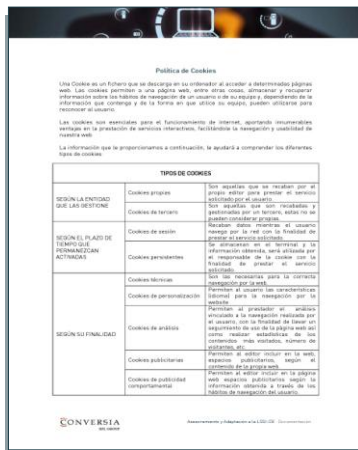 Política de Cookies
Una Cookie es un fichero que se descarga en su ordenador al acceder a determinadas páginas
web. Las cookies permiten a una página web, entre otras cosas, almacenar y recuperar
información sobre los hábitos de navegación de un usuario o de su equipo y, dependiendo de la
información que contenga y de la forma en que utilice su equipo, pueden utilizarse para
reconocer al usuario.
Las cookies son esenciales para el funcionamiento de internet, aportando innumerables
ventajas en la prestación de servicios interactivos, facilitándole la navegación y usabilidad de
nuestra web.
La información que le proporcionamos a continuación, le ayudará a comprender los diferentes
tipos de cookies:
TIPOS DE COOKIES
SEGÚN LA ENTIDAD
QUE LAS GESTIONE
Cookies propias
Son aquellas que se recaban por el
propio editor para prestar el servicio
solicitado por el usuario.
Cookies de tercero
Son aquellas que son recabadas y
gestionadas por un tercero, estas no se
pueden considerar propias.
SEGÚN EL PLAZO DE
TIEMPO QUE
PERMANEZCAN
ACTIVADAS
Cookies de sesión
Recaban datos mientras el usuario
navega por la red con la finalidad de
prestar el servicio solicitado.
Cookies persistentes
Se almacenan en el terminal y la
información obtenida, será utilizada por
el responsable de la cookie con la
finalidad de prestar el servicio
solicitado.
SEGÚN SU FINALIDAD
Cookies técnicas
Son las necesarias para la correcta
navegación por la web.
Cookies de personalización
Permiten al usuario las características
(idioma) para la navegación por la
website
Cookies de análisis
Permiten al prestador el análisis
vinculado a la navegación realizada por
el usuario, con la finalidad de llevar un
seguimiento de uso de la página web así
como realizar estadísticas de los
contenidos más visitados, número de
visitantes, etc.
Cookies publicitarias
Permiten al editor incluir en la web,
espacios publicitarios, según el
contenido de la propia web.
Cookies de publicidad
comportamental
Permiten al editor incluir en la página
web espacios publicitarios según la
información obtenida a través de los
hábitos de navegación del usuario.
CONVERSIA
Asesoramiento y Adaptación a la LSSI-CE